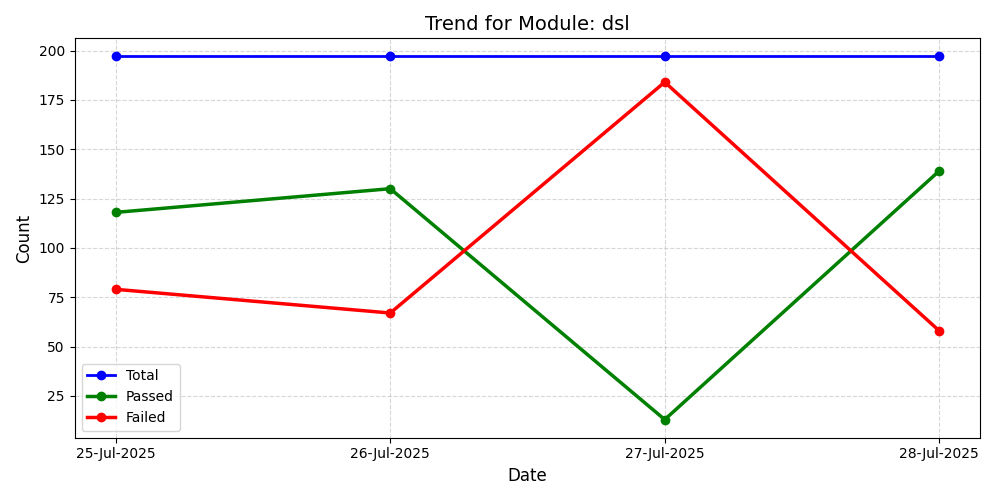 Trend for Module: dsl
Count
200
175
150
125
100
75
50
25
Total
Passed
Failed
25-Jul-2025
26-Jul-2025
27-Jul-2025
28-Jul-2025
Date